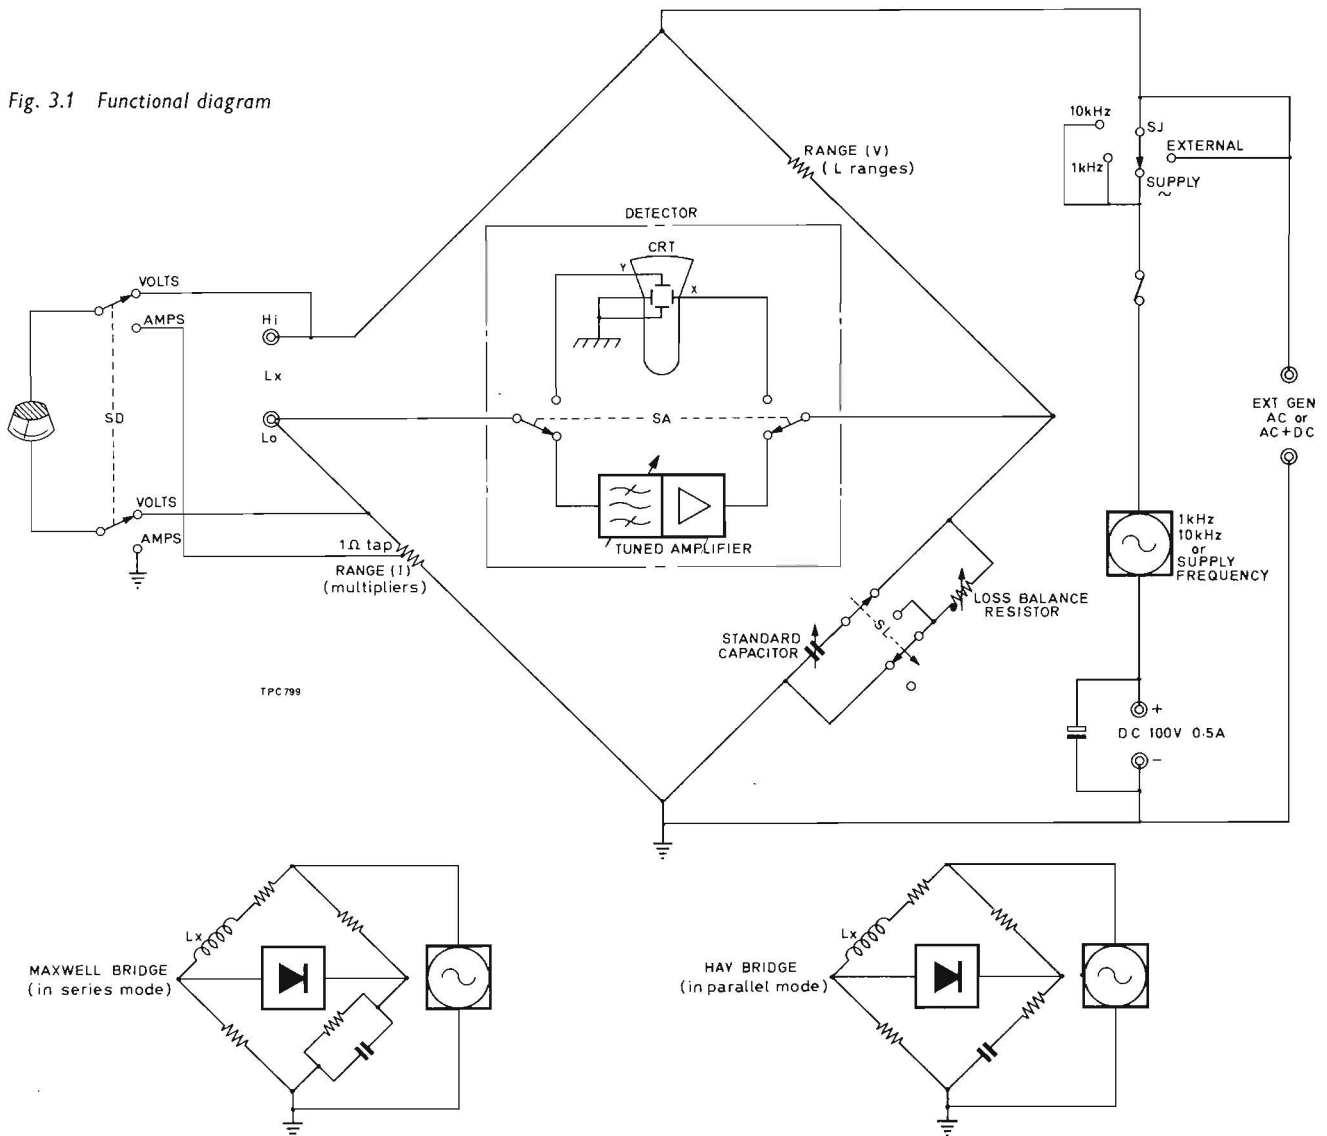 Fig. 3.1 Functional diagram
10kHz
SJ
EXTERNAL
1kHz
SUPPLY
~
RANGE (V)
(L ranges)
DETECTOR
CRT
Y
X
VOLTS
AMPS
Hi
Lx
Lo
SD
SA
EXT GEN
AC or
AC+DC
VOLTS
AMPS
1Ω tap
RANGE (I)
(multipliers)
TUNED AMPLIFIER
1kHz
10kHz
or
SUPPLY
FREQUENCY
LOSS BALANCE
RESISTOR
SL
STANDARD
CAPACITOR
TPC799
+
DC 100V 0·5A
-
Lx
MAXWELL BRIDGE
(in series mode)
Lx
HAY BRIDGE
(in parallel mode)